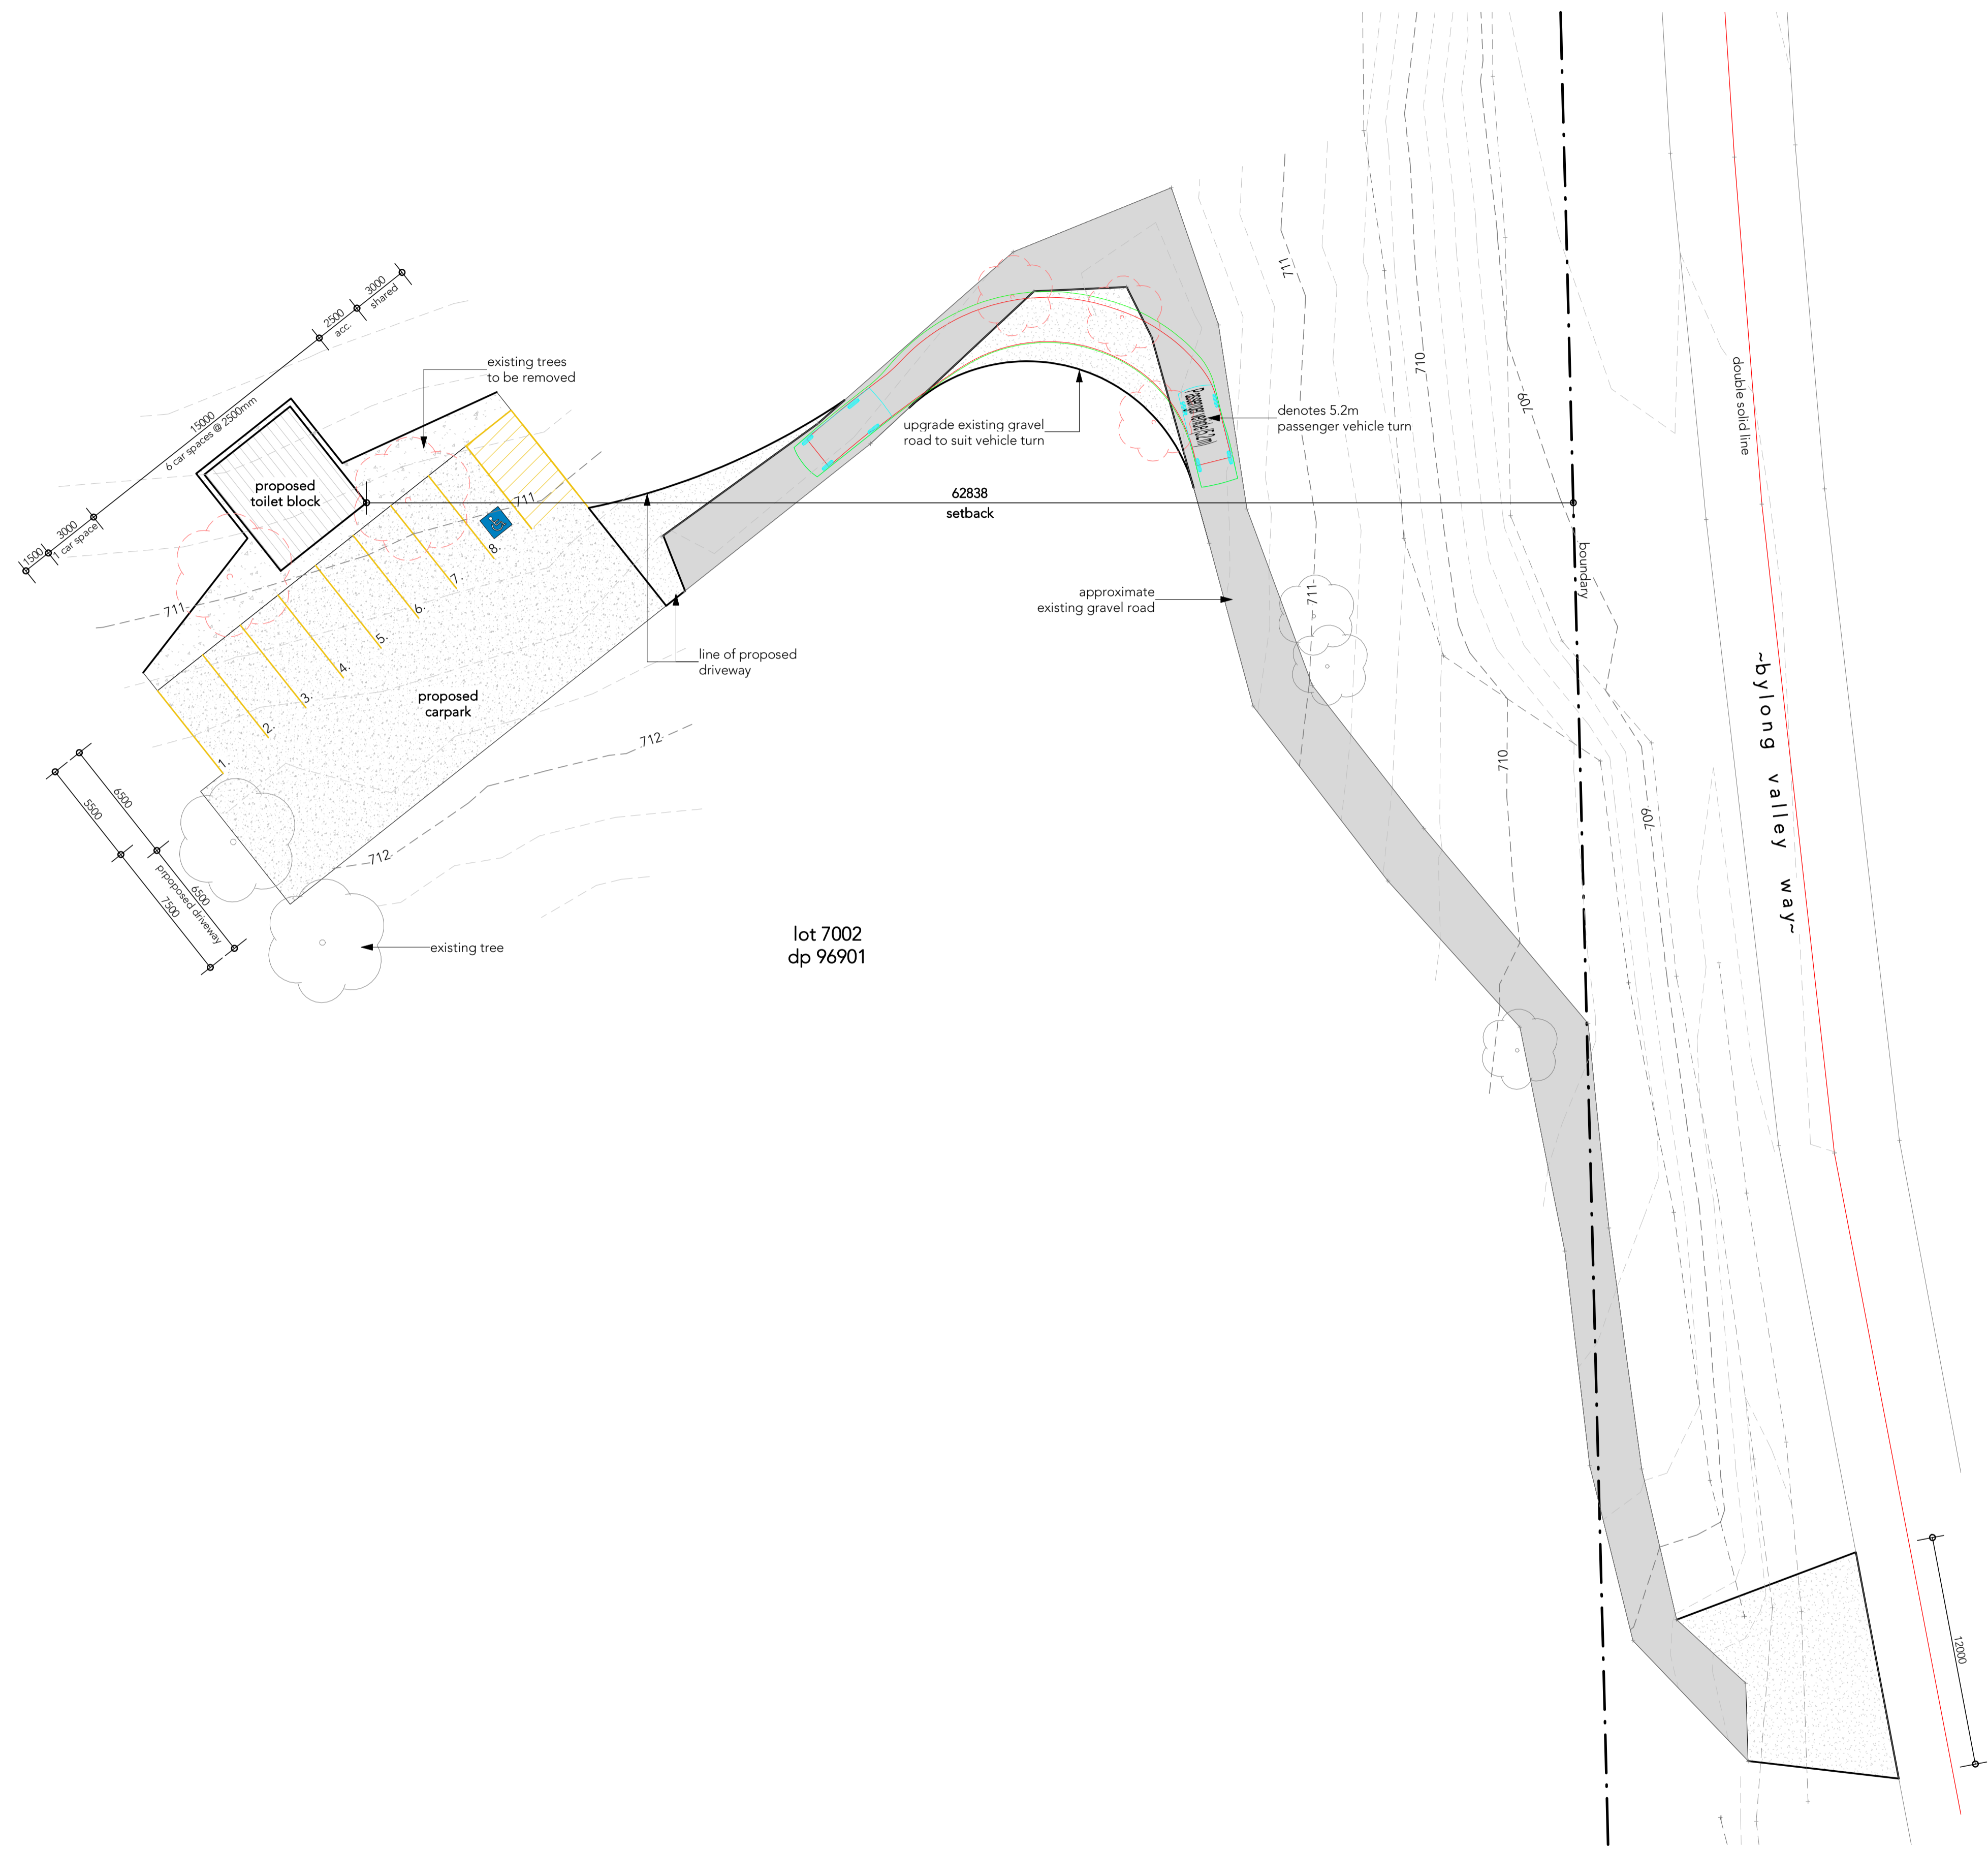 3000
shared
2500
acc.
15000
6 car spaces @ 2500mm
3000
1 car space
1500
existing trees
to be removed
proposed
toilet block
711
711
8.
7.
6.
5.
4.
3.
2.
1.
proposed
carpark
line of proposed
driveway
712
712
6500
5500
6500
prpoposed driveway
7500
existing tree
62838
setback
upgrade existing gravel
road to suit vehicle turn
Passenger vehicle (5.2 m)
denotes 5.2m
passenger vehicle turn
approximate
existing gravel road
711
711
710
710
709
709
boundary
double solid line
~bylong valley way~
lot 7002
dp 96901
12000